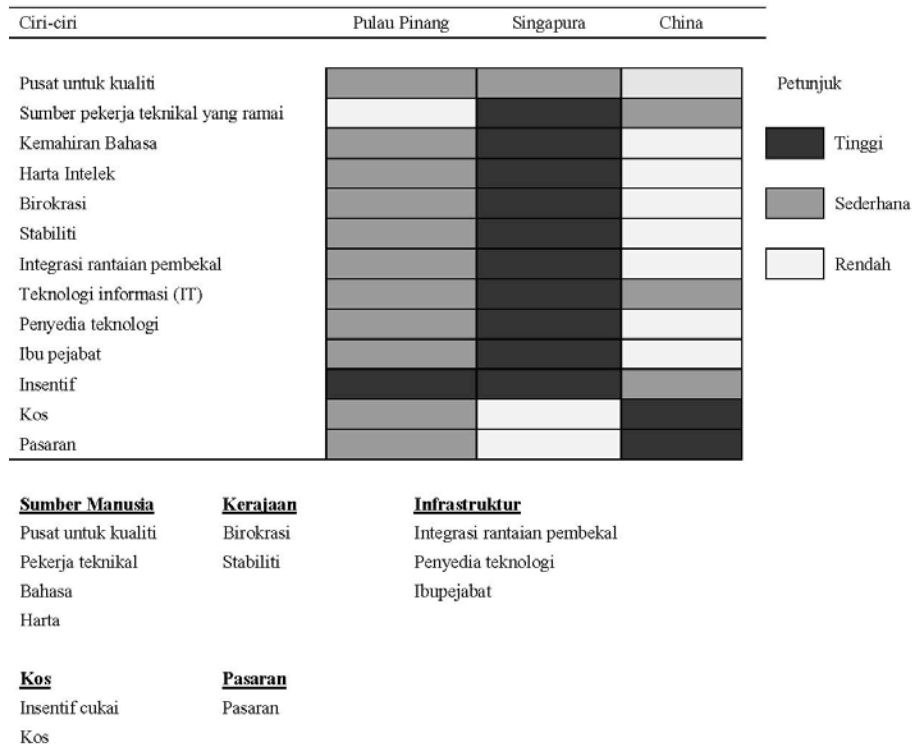 Ciri-ciri Pulau Pinang Singapura China
Pusat untuk kualiti
Petunjuk
Sumber pekerja teknikal yang ramai
Kemahiran Bahasa
Tinggi
Harta Intelek
Birokrasi
Sederhana
Stabiliti
Integrasi rantaian pembekal
Rendah
Teknologi informasi (IT)
Penyedia teknologi
Ibu pejabat
Insentif
Kos
Pasaran
Sumber Manusia Kerajaan Infrastruktur
Pusat untuk kualiti Birokrasi Integrasi rantaian pembekal
Pekerja teknikal Stabiliti Penyedia teknologi
Bahasa Ibupejabat
Harta
Kos Pasaran
Insentif cukai Pasaran
Kos